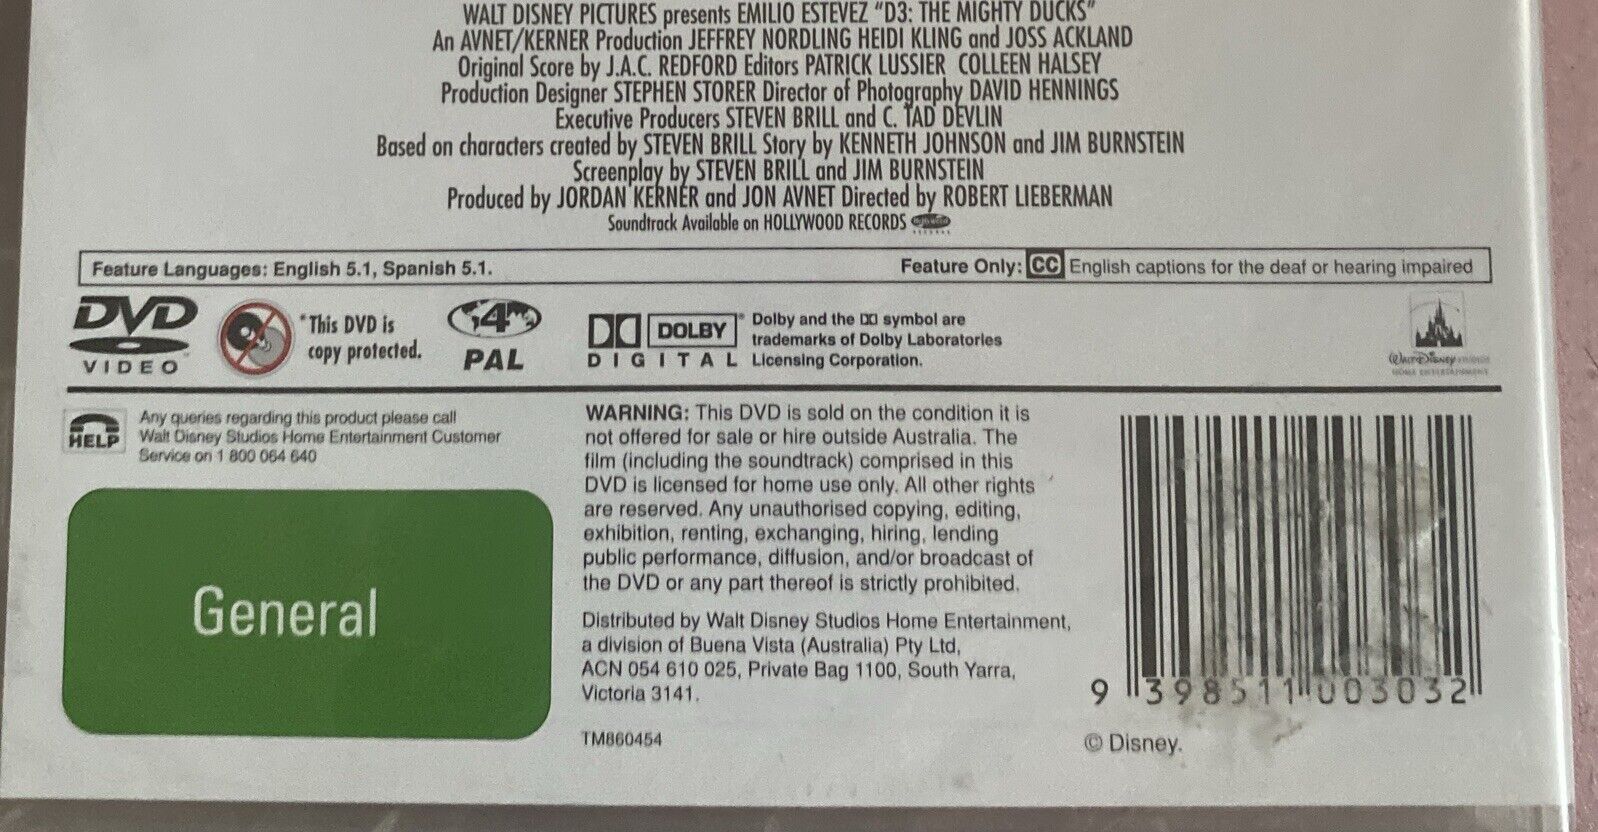 WALT DISNEY PICTURES presents EMILIO ESTEVEZ "D3: THE MIGHTY DUCKS"
An AVNET/KERNER Production JEFFREY NORDLING HEIDI KLING and JOSS ACKLAND
Original Score by J.A.C. REDFORD Editors PATRICK LUSSIER COLLEEN HALSEY
Production Designer STEPHEN STORER Director of Photography DAVID HENNINGS
Executive Producers STEVEN BRILL and C. TAD DEVLIN
Based on characters created by STEVEN BRILL Story by KENNETH JOHNSON and JIM BURNSTEIN
Screenplay by STEVEN BRILL and JIM BURNSTEIN
Produced by JORDAN KERNER and JON AVNET Directed by ROBERT LIEBERMAN
Soundtrack Available on HOLLYWOOD RECORDS
Feature Languages: English 5.1, Spanish 5.1.
Feature Only: CC English captions for the deaf or hearing impaired
DVD
VIDEO
*This DVD is
copy protected.
4
PAL
DOLBY
DIGITAL
Dolby and the DD symbol are
trademarks of Dolby Laboratories
Licensing Corporation.
Walt Disney STUDIOS
HOME ENTERTAINMENT
HELP
Any queries regarding this product please call
Walt Disney Studios Home Entertainment Customer
Service on 1 800 064 640
General
WARNING: This DVD is sold on the condition it is
not offered for sale or hire outside Australia. The
film (including the soundtrack) comprised in this
DVD is licensed for home use only. All other rights
are reserved. Any unauthorised copying, editing,
exhibition, renting, exchanging, hiring, lending
public performance, diffusion, and/or broadcast of
the DVD or any part thereof is strictly prohibited.
Distributed by Walt Disney Studios Home Entertainment,
a division of Buena Vista (Australia) Pty Ltd,
ACN 054 610 025, Private Bag 1100, South Yarra,
Victoria 3141.
TM860454
9 398511 003032
© Disney.